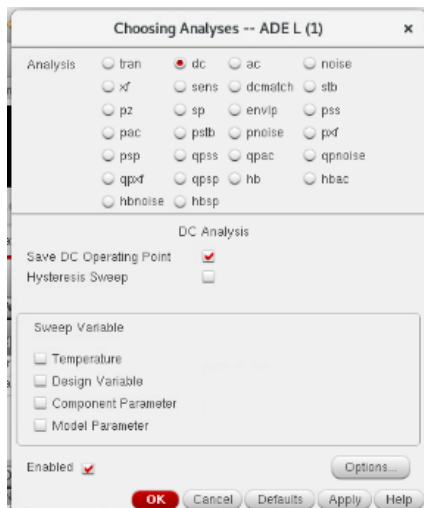 Choosing Analyses -- ADE L (1)
Analysis tran dc ac noise
xf sens dcmatch stb
pz sp envlp pss
pac pstb pnoise pxf
psp qpss qpac qpnoise
qpxf qpsp hb hbac
hbnoise hbsp
DC Analysis
Save DC Operating Point
Hysteresis Sweep
Sweep Variable
Temperature
Design Variable
Component Parameter
Model Parameter
Enabled Options...
OK Cancel Defaults Apply Help